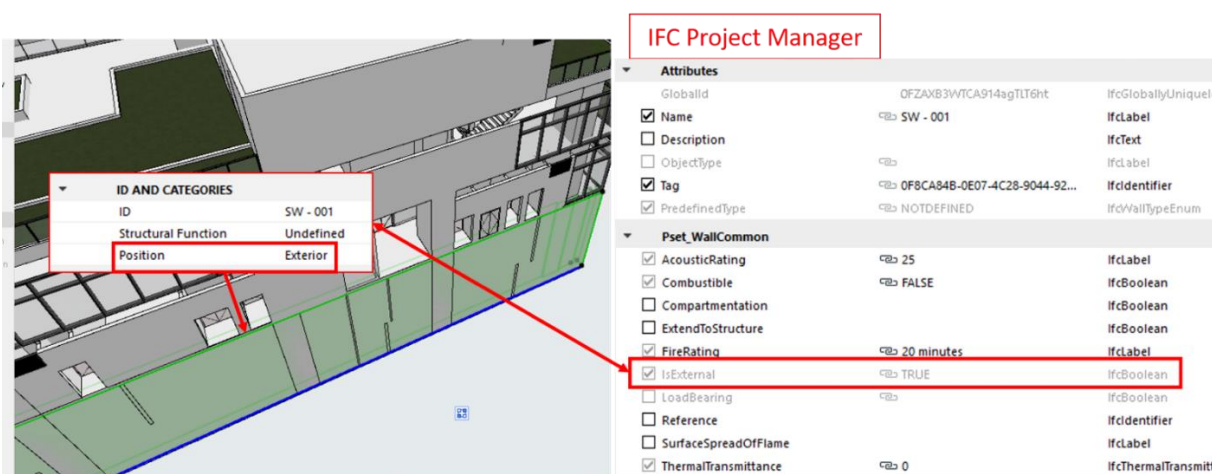 IFC Project Manager
ID AND CATEGORIES
ID SW - 001
Structural Function Undefined
Position Exterior
Attributes
GlobalId 0FZAXB3WTCA914agTLT6ht IfcGloballyUniqueI
Name SW - 001 IfcLabel
Description IfcText
ObjectType IfcLabel
Tag 0F8CA84B-0E07-4C28-9044-92... IfcIdentifier
PredefinedType NOTDEFINED IfcWallTypeEnum
Pset_WallCommon
AcousticRating 25 IfcLabel
Combustible FALSE IfcBoolean
Compartmentation IfcBoolean
ExtendToStructure IfcBoolean
FireRating 20 minutes IfcLabel
IsExternal TRUE IfcBoolean
LoadBearing IfcBoolean
Reference IfcIdentifier
SurfaceSpreadOfFlame IfcLabel
ThermalTransmittance 0 IfcThermalTransmitt